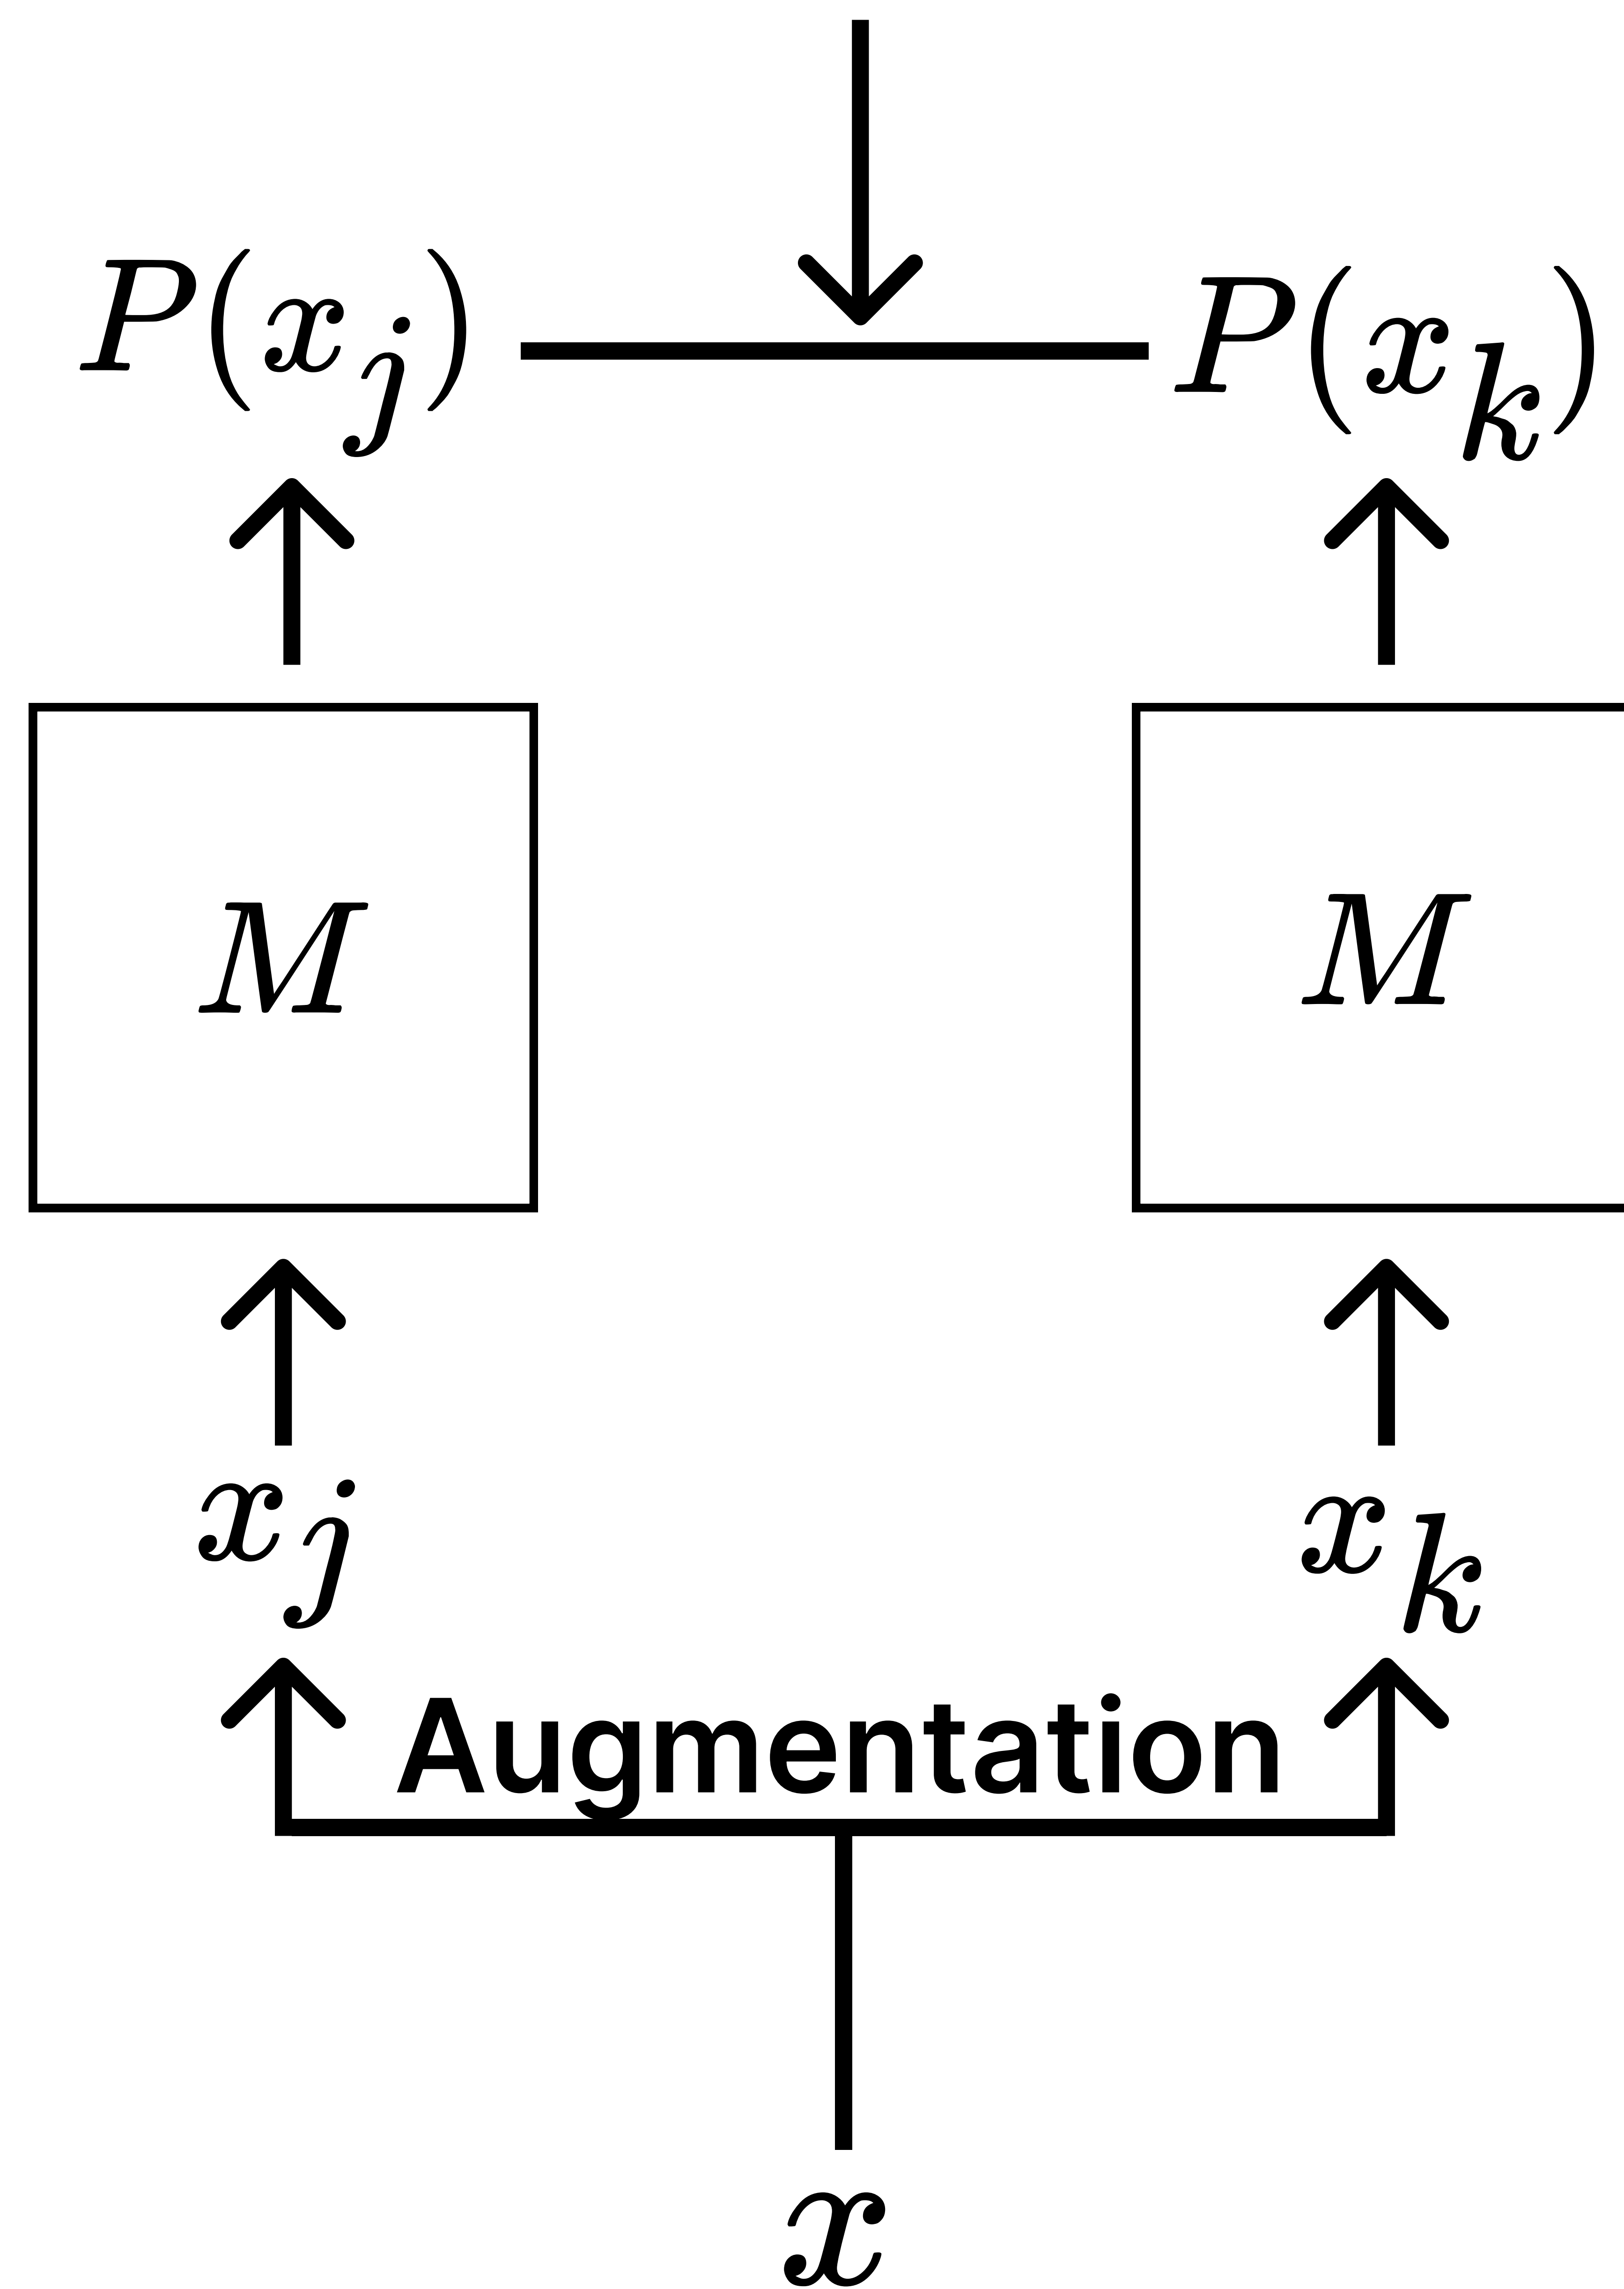 P(x_j) P(x_k)
M M
x_j x_k
Augmentation
x